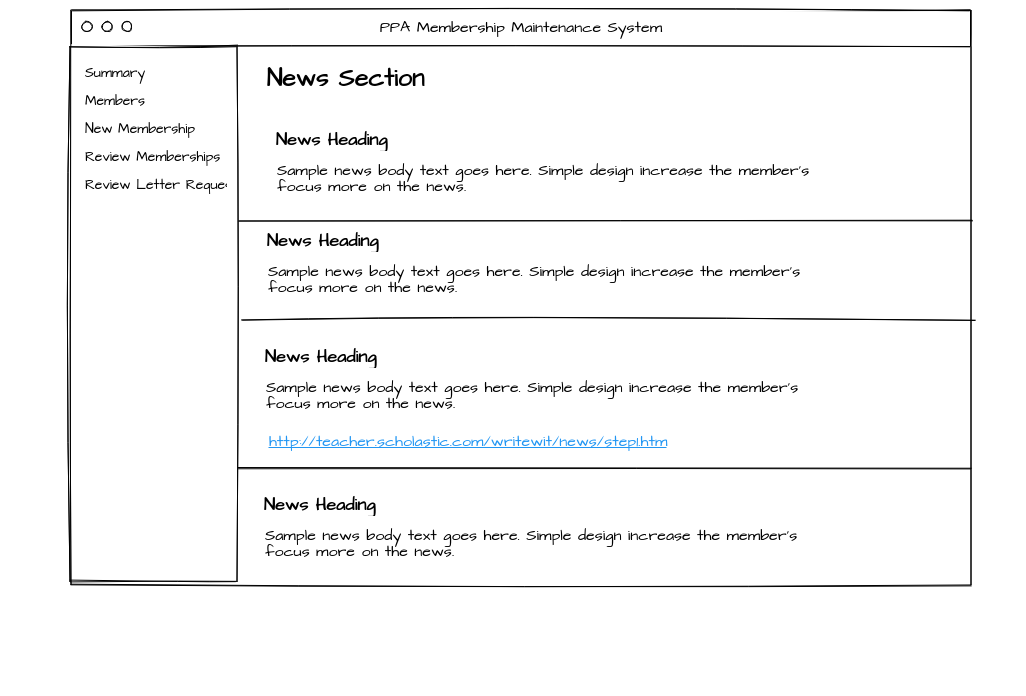 PPA Membership Maintenance System
Summary
Members
New Membership
Review Memberships
Review Letter
News Section
News Heading
Sample news body text goes here. Simple design increase the member's
focus more on the news.
News Heading
Sample news body text goes here. Simple design increase the member's
focus more on the news.
News Heading
Sample news body text goes here. Simple design increase the member's
focus more on the news.
http://teacher.scholastic.com/writewit/news/step1.htm
News Heading
Sample news body text goes here. Simple design increase the member's
focus more on the news.